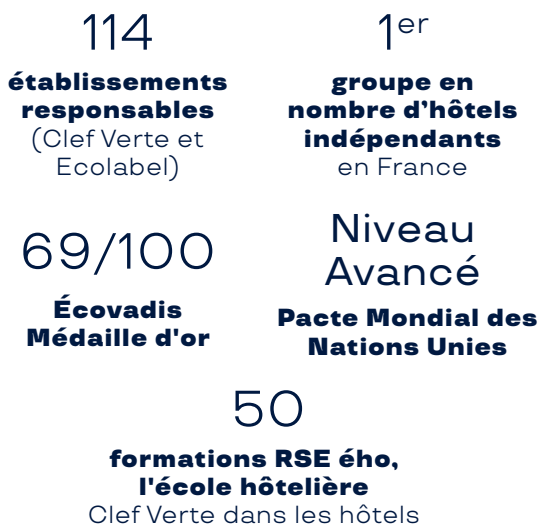 114
établissements
responsables
(Clef Verte et
Ecolabel)
1er
groupe en
nombre d'hôtels
indépendants
en France
69/100
Écovadis
Médaille d'or
Niveau
Avancé
Pacte Mondial des
Nations Unies
50
formations RSE ého,
l'école hôtelière
Clef Verte dans les hôtels